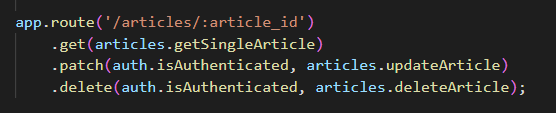 app.route('/articles/:article_id')
.get(articles.getSingleArticle)
.patch(auth.isAuthenticated, articles.updateArticle)
.delete(auth.isAuthenticated, articles.deleteArticle);